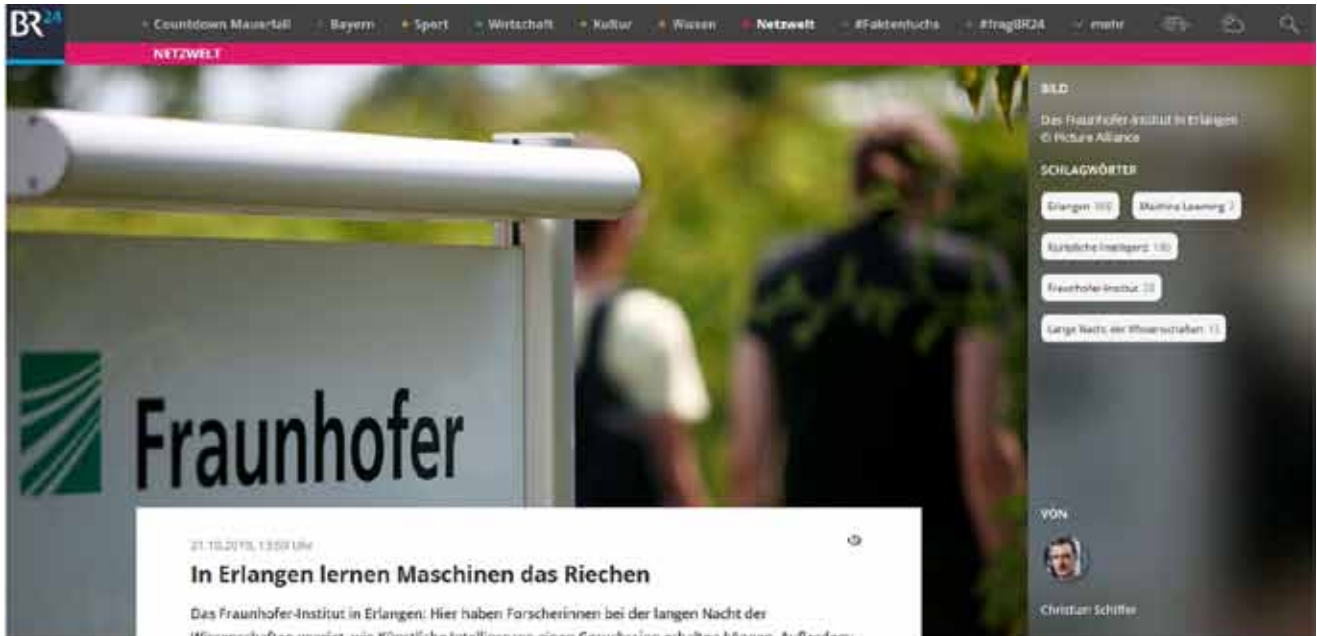 BR24
Countdown Mauerfall Bayern Sport Wirtschaft Kultur Wissen Netzwelt #Faktenfuchs #fragBR24 mehr
NETZWELT
Fraunhofer
21.10.2019, 13:59 Uhr
In Erlangen lernen Maschinen das Riechen
Das Fraunhofer-Institut in Erlangen: Hier haben Forscherinnen bei der langen Nacht der
BILD
Das Fraunhofer-Institut in Erlangen
© Picture Alliance
SCHLAGWÖRTER
Erlangen
Machine Learning
Künstliche Intelligenz
Fraunhofer-Institut
Lange Nacht der Wissenschaften
VON
Christian Schiffer